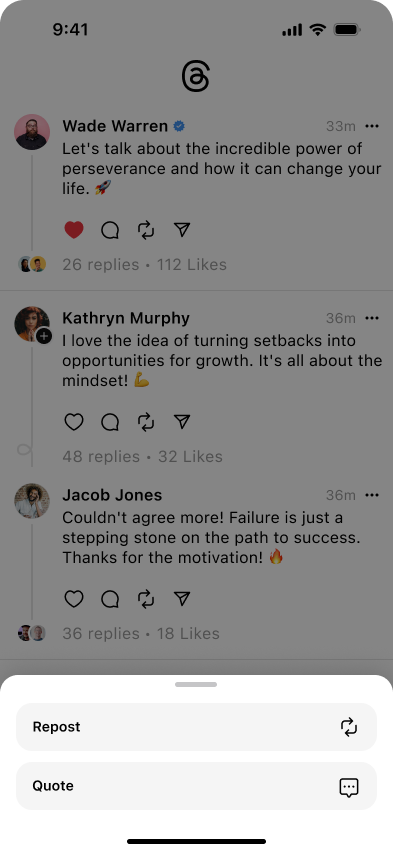 9:41
Wade Warren
33m
Let's talk about the incredible power of
perseverance and how it can change your
life. 🚀
26 replies • 112 Likes
Kathryn Murphy
36m
I love the idea of turning setbacks into
opportunities for growth. It's all about the
mindset! 💪
48 replies • 32 Likes
Jacob Jones
36m
Couldn't agree more! Failure is just a
stepping stone on the path to success.
Thanks for the motivation! 🔥
36 replies • 18 Likes
Repost
Quote